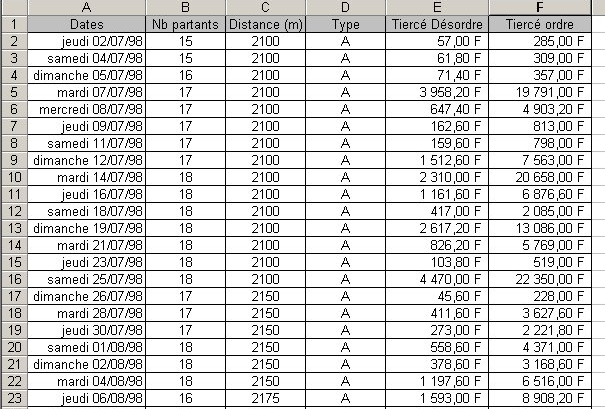 A B C D E F
1 Dates Nb partants Distance (m) Type Tiercé Désordre Tiercé ordre
2 jeudi 02/07/98 15 2100 A 57,00 F 285,00 F
3 samedi 04/07/98 15 2100 A 61,80 F 309,00 F
4 dimanche 05/07/98 16 2100 A 71,40 F 357,00 F
5 mardi 07/07/98 17 2100 A 3 958,20 F 19 791,00 F
6 mercredi 08/07/98 17 2100 A 647,40 F 4 903,20 F
7 jeudi 09/07/98 17 2100 A 162,60 F 813,00 F
8 samedi 11/07/98 17 2100 A 159,60 F 798,00 F
9 dimanche 12/07/98 17 2100 A 1 512,60 F 7 563,00 F
10 mardi 14/07/98 18 2100 A 2 310,00 F 20 658,00 F
11 jeudi 16/07/98 18 2100 A 1 161,60 F 6 876,60 F
12 samedi 18/07/98 18 2100 A 417,00 F 2 085,00 F
13 dimanche 19/07/98 18 2100 A 2 617,20 F 13 086,00 F
14 mardi 21/07/98 18 2100 A 826,20 F 5 769,00 F
15 jeudi 23/07/98 18 2100 A 103,80 F 519,00 F
16 samedi 25/07/98 18 2100 A 4 470,00 F 22 350,00 F
17 dimanche 26/07/98 17 2150 A 45,60 F 228,00 F
18 mardi 28/07/98 17 2150 A 411,60 F 3 627,60 F
19 jeudi 30/07/98 17 2150 A 273,00 F 2 221,80 F
20 samedi 01/08/98 18 2150 A 558,60 F 4 371,00 F
21 dimanche 02/08/98 18 2150 A 378,60 F 3 168,60 F
22 mardi 04/08/98 18 2150 A 1 197,60 F 6 516,00 F
23 jeudi 06/08/98 16 2175 A 1 593,00 F 8 908,20 F